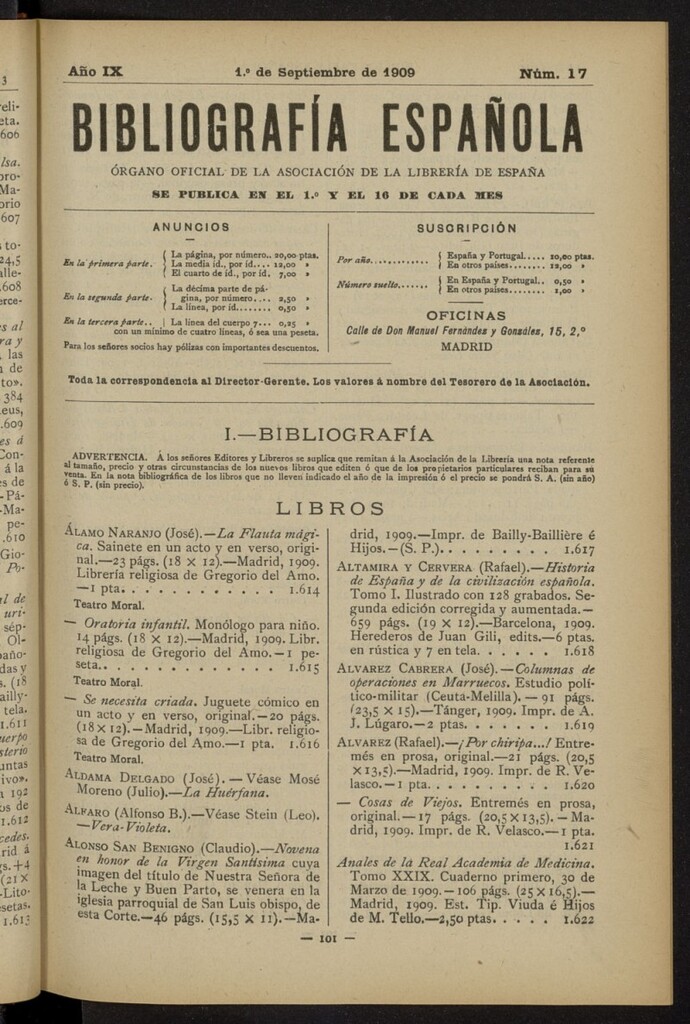 Año IX
1.º de Septiembre de 1909
Núm. 17
BIBLIOGRAFÍA ESPAÑOLA
ÓRGANO OFICIAL DE LA ASOCIACIÓN DE LA LIBRERÍA DE ESPAÑA
SE PUBLICA EN EL 1.º Y EL 16 DE CADA MES
ANUNCIOS
En la primera parte.
La página, por número.. 20,00 ptas.
La media id., por id.... 12,00 »
El cuarto de id., por id. 7,00 »
En la segunda parte.
La décima parte de pá-
gina, por número.... 2,50 »
La línea, por id........ 0,50 »
En la tercera parte.. | La línea del cuerpo 7... 0,25 »
con un mínimo de cuatro líneas, ó sea una peseta.
Para los señores socios hay pólizas con importantes descuentos.
SUSCRIPCIÓN
Por año............
España y Portugal..... 10,00 ptas.
En otros países........ 12,00 »
Número suelto.......
En España y Portugal.. 0,50 »
En otros países........ 1,00 »
OFICINAS
Calle de Don Manuel Fernández y González, 15, 2.º
MADRID
Toda la correspondencia al Director-Gerente. Los valores á nombre del Tesorero de la Asociación.
I.—BIBLIOGRAFÍA
ADVERTENCIA. Á los señores Editores y Libreros se suplica que remitan á la Asociación de la Librería una nota referente
al tamaño, precio y otras circunstancias de los nuevos libros que editen ó que de los propietarios particulares reciban para su
venta. En la nota bibliográfica de los libros que no lleven indicado el año de la impresión ó el precio se pondrá S. A. (sin año)
ó S. P. (sin precio).
LIBROS
ÁLAMO NARANJO (José).—La Flauta mági-
ca. Sainete en un acto y en verso, origi-
nal.—23 págs. (18 × 12).—Madrid, 1909.
Librería religiosa de Gregorio del Amo.
—1 pta. . . . . . . . . . . . 1.614
Teatro Moral.
— Oratoria infantil. Monólogo para niño.
14 págs. (18 × 12).—Madrid, 1909. Libr.
religiosa de Gregorio del Amo.—1 pe-
seta. . . . . . . . . . . . . 1.615
Teatro Moral.
— Se necesita criada. Juguete cómico en
un acto y en verso, original.—20 págs.
(18 × 12).—Madrid, 1909.—Libr. religio-
sa de Gregorio del Amo.—1 pta. 1.616
Teatro Moral.
ALDAMA DELGADO (José).—Véase Mosé
Moreno (Julio).—La Huérfana.
ALFARO (Alfonso B.).—Véase Stein (Leo).
—Vera-Violeta.
ALONSO SAN BENIGNO (Claudio).—Novena
en honor de la Virgen Santísima cuya
imagen del título de Nuestra Señora de
la Leche y Buen Parto, se venera en la
iglesia parroquial de San Luis obispo, de
esta Corte.—46 págs. (15,5 × 11).—Ma-
drid, 1909.—Impr. de Bailly-Baillière é
Hijos.—(S. P.). . . . . . . . 1.617
ALTAMIRA Y CERVERA (Rafael).—Historia
de España y de la civilización española.
Tomo I. Ilustrado con 128 grabados. Se-
gunda edición corregida y aumentada.—
659 págs. (19 × 12).—Barcelona, 1909.
Herederos de Juan Gili, edits.—6 ptas.
en rústica y 7 en tela. . . . . 1.618
ALVAREZ CABRERA (José).—Columnas de
operaciones en Marruecos. Estudio polí-
tico-militar (Ceuta-Melilla).—91 págs.
(23,5 × 15).—Tánger, 1909. Impr. de A.
J. Lúgaro.—2 ptas. . . . . . . 1.619
ALVAREZ (Rafael).—¡Por chiripa...! Entre-
més en prosa, original.—21 págs. (20,5
× 13,5).—Madrid, 1909. Impr. de R. Ve-
lasco.—1 pta. . . . . . . . . 1.620
— Cosas de Viejos. Entremés en prosa,
original.—17 págs. (20,5 × 13,5).—Ma-
drid, 1909. Impr. de R. Velasco.—1 pta.
1.621
Anales de la Real Academia de Medicina.
Tomo XXIX. Cuaderno primero, 30 de
Marzo de 1909.—106 págs. (25 × 16,5).—
Madrid, 1909. Est. Tip. Viuda é Hijos
de M. Tello.—2,50 ptas. . . . . 1.622
— 101 —